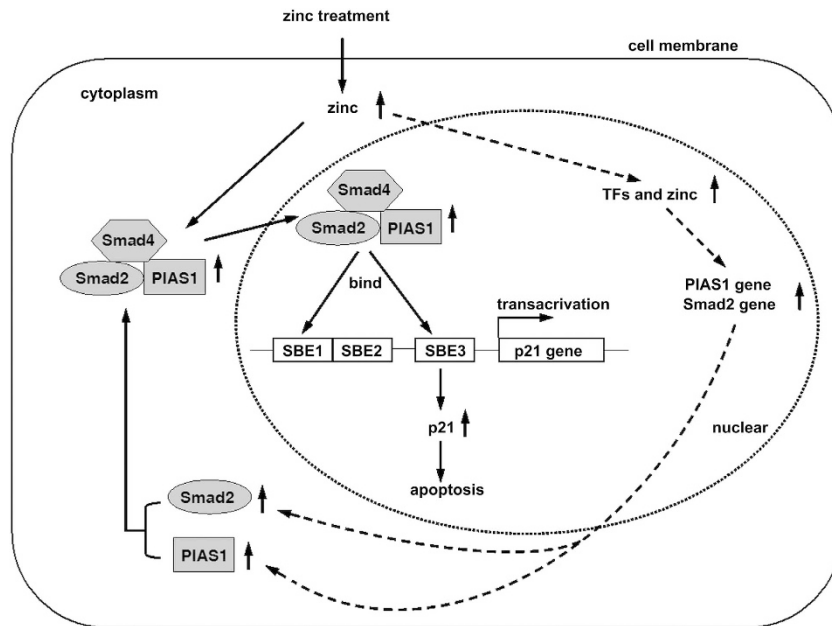 zinc treatment
cell membrane
cytoplasm
zinc
TFs and zinc
Smad4
Smad2 PIAS1
Smad4
Smad2 PIAS1
PIAS1 gene
Smad2 gene
bind
transacrivation
SBE1 SBE2 SBE3 p21 gene
p21
nuclear
apoptosis
Smad2
PIAS1